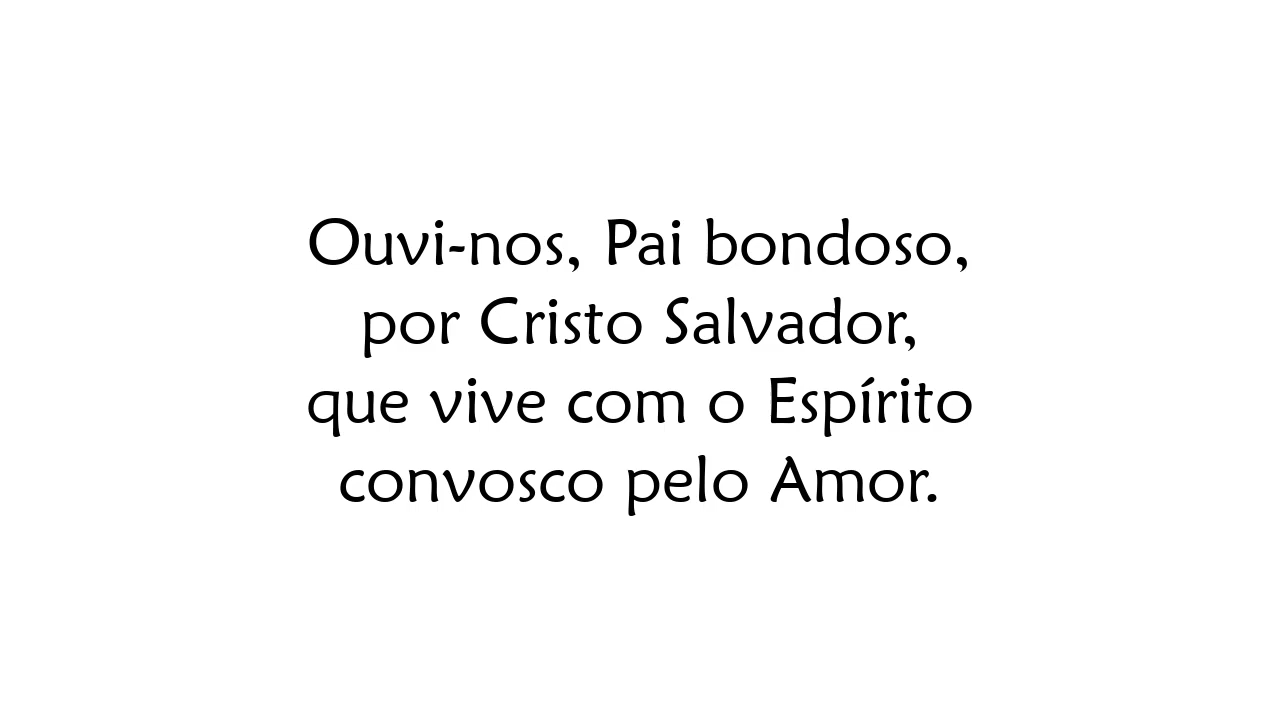 Ouvi-nos, Pai bondoso,
por Cristo Salvador,
que vive com o Espírito
convosco pelo Amor.